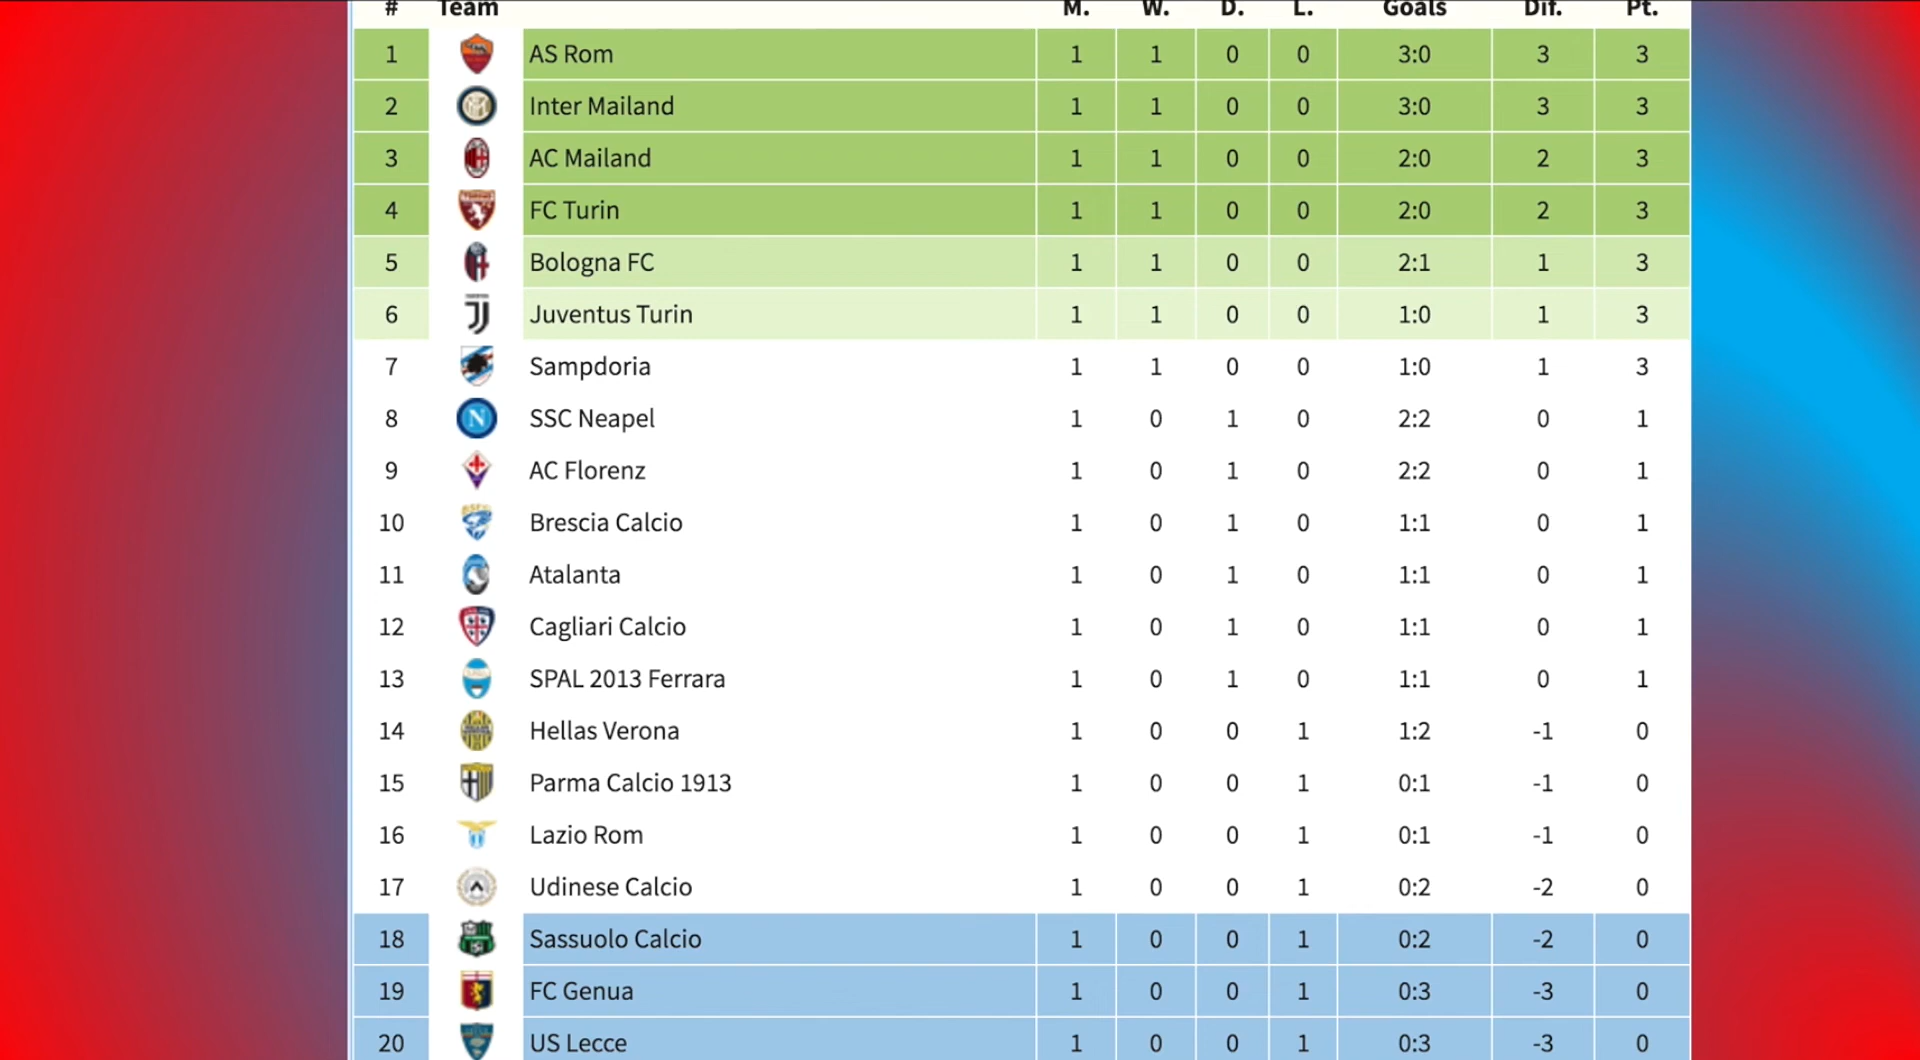 # Team M. W. D. L. Goals Dif. Pt.
1 AS Rom 1 1 0 0 3:0 3 3
2 Inter Mailand 1 1 0 0 3:0 3 3
3 AC Mailand 1 1 0 0 2:0 2 3
4 FC Turin 1 1 0 0 2:0 2 3
5 Bologna FC 1 1 0 0 2:1 1 3
6 Juventus Turin 1 1 0 0 1:0 1 3
7 Sampdoria 1 1 0 0 1:0 1 3
8 SSC Neapel 1 0 1 0 2:2 0 1
9 AC Florenz 1 0 1 0 2:2 0 1
10 Brescia Calcio 1 0 1 0 1:1 0 1
11 Atalanta 1 0 1 0 1:1 0 1
12 Cagliari Calcio 1 0 1 0 1:1 0 1
13 SPAL 2013 Ferrara 1 0 1 0 1:1 0 1
14 Hellas Verona 1 0 0 1 1:2 -1 0
15 Parma Calcio 1913 1 0 0 1 0:1 -1 0
16 Lazio Rom 1 0 0 1 0:1 -1 0
17 Udinese Calcio 1 0 0 1 0:2 -2 0
18 Sassuolo Calcio 1 0 0 1 0:2 -2 0
19 FC Genua 1 0 0 1 0:3 -3 0
20 US Lecce 1 0 0 1 0:3 -3 0